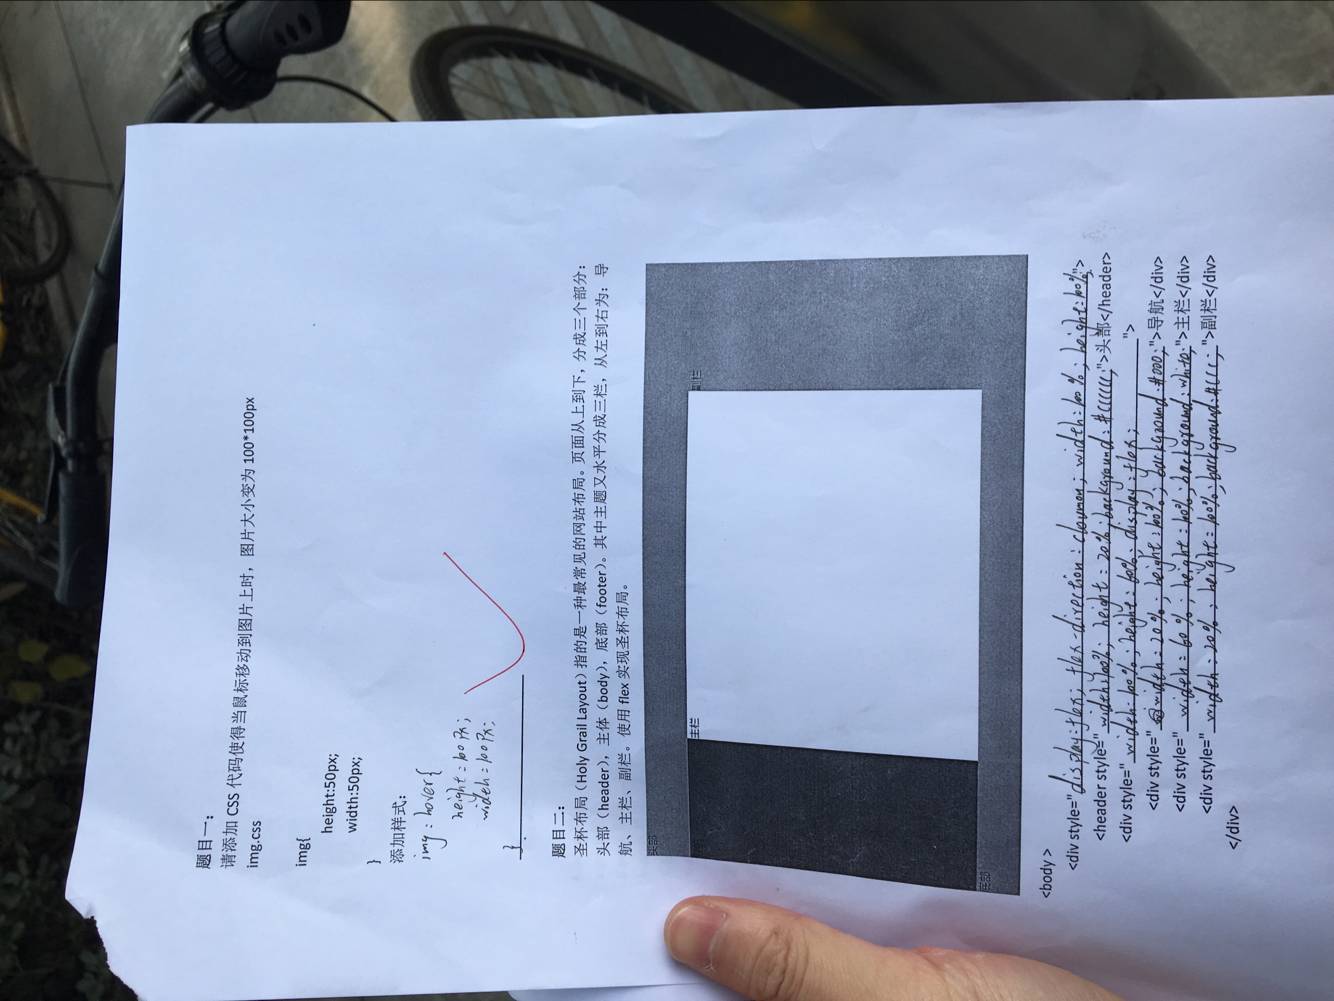 题目一：
请添加 CSS 代码使得当鼠标移动到图片上时，图片大小变为 100*100px
img.css
img{
height:50px;
width:50px;
}
添加样式：
img : hover{
height : 100px;
width : 100px;
}
题目二：
圣杯布局（Holy Grail Layout）指的是一种最常见的网站布局。页面从上到下，分成三个部分：
头部（header），主体（body），底部（footer）。其中主题又水平分成三栏，从左到右为：导
航、主栏、副栏。使用 flex 实现圣杯布局。
头部
主栏
副栏
底部
<body >
<div style="display:flex; flex-direction : cloumon; width : 100%; height:100%;">
<header style="width:100%; height : 20%;background : #cccccc;">头部</header>
<div style="width:100%; height : 60%; display : flex;">
<div style="width : 20%; height : 100%; background : #000;">导航</div>
<div style="width : 60%; height : 100%;background : white;">主栏</div>
<div style="width : 20%; height : 100%;background:#ccc;">副栏</div>
</div>